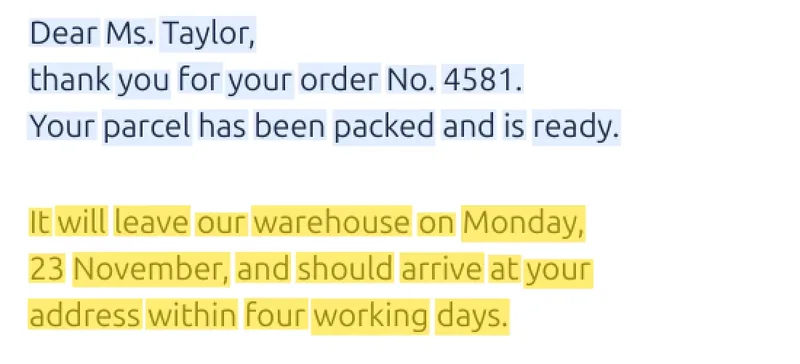 Dear Ms. Taylor,
thank you for your order No. 4581.
Your parcel has been packed and is ready.
It will leave our warehouse on Monday,
23 November, and should arrive at your
address within four working days.